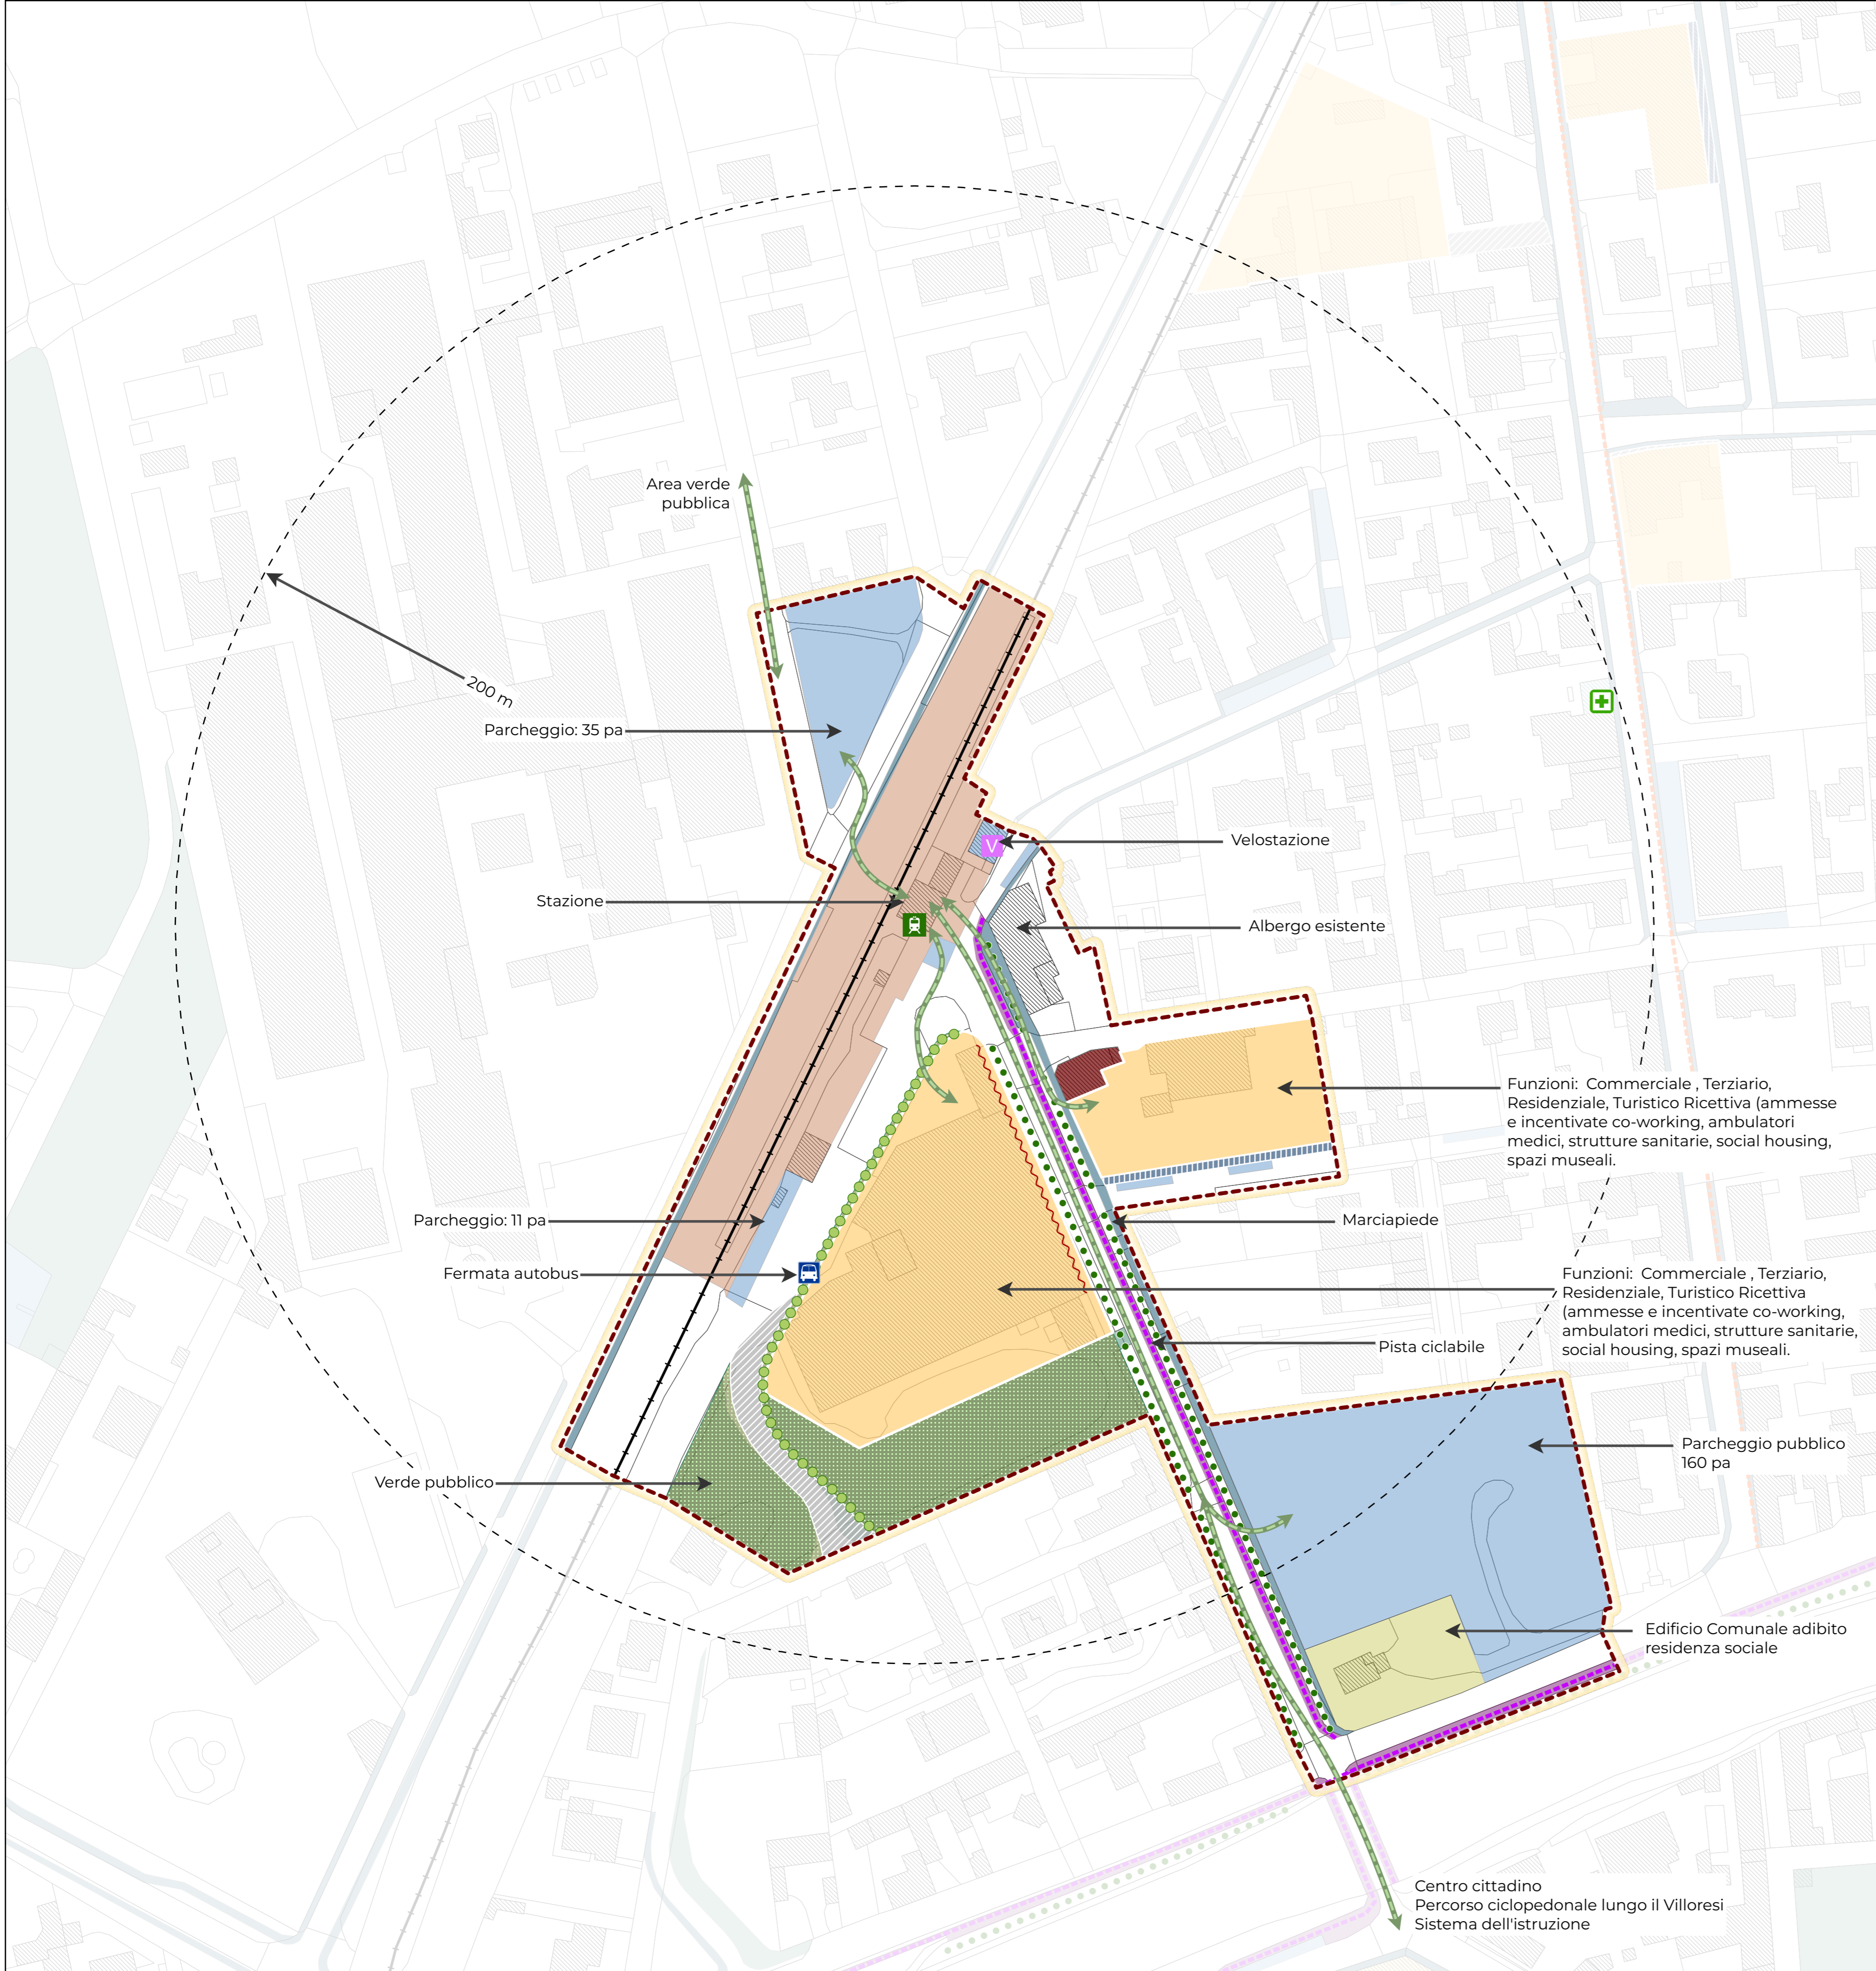 Area verde
pubblica
200 m
Parcheggio: 35 pa
Velostazione
V
Stazione
Albergo esistente
Funzioni: Commerciale , Terziario,
Residenziale, Turistico Ricettiva (ammesse
e incentivate co-working, ambulatori
medici, strutture sanitarie, social housing,
spazi museali.
Parcheggio: 11 pa
Marciapiede
Fermata autobus
Funzioni: Commerciale , Terziario,
Residenziale, Turistico Ricettiva
(ammesse e incentivate co-working,
ambulatori medici, strutture sanitarie,
social housing, spazi museali.
Pista ciclabile
Parcheggio pubblico
160 pa
Verde pubblico
Edificio Comunale adibito
residenza sociale
Centro cittadino
Percorso ciclopedonale lungo il Villoresi
Sistema dell'istruzione